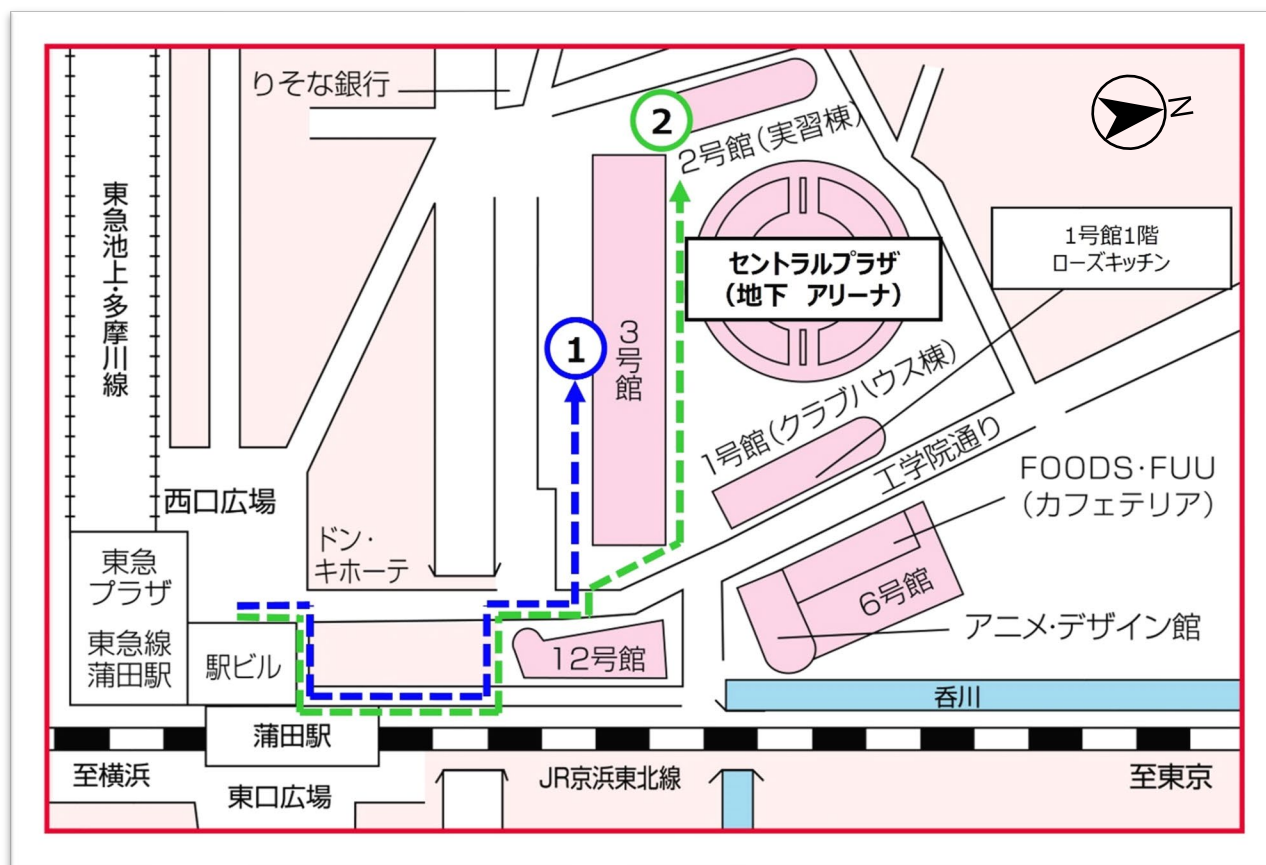 りそな銀行
2
2号館(実習棟)
N
東急池上・多摩川線
1号館1階
ローズキッチン
セントラルプラザ
(地下 アリーナ)
1
3号館
1号館(クラブハウス棟)
工学院通り
FOODS・FUU
(カフェテリア)
西口広場
ドン・
キホーテ
東急
プラザ
東急線
蒲田駅
駅ビル
12号館
6号館
アニメ・デザイン館
呑川
蒲田駅
至横浜
東口広場
JR京浜東北線
至東京